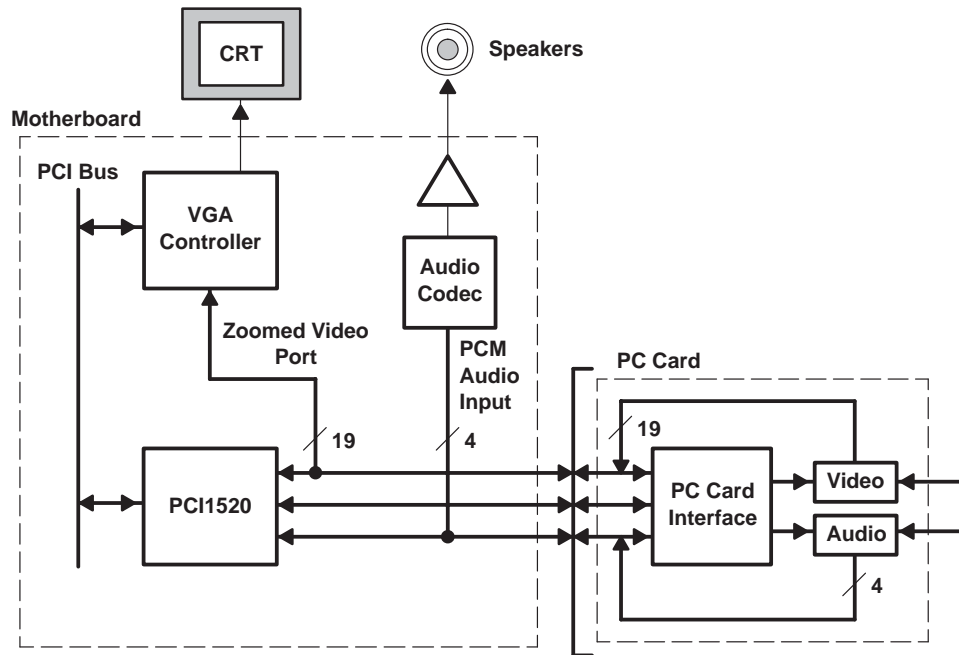 CRT
Speakers
Motherboard
PCI Bus
VGA
Controller
Audio
Codec
Zoomed Video
Port
PCM
Audio
Input
PC Card
19
4
19
PCI1520
PC Card
Interface
Video
Audio
4